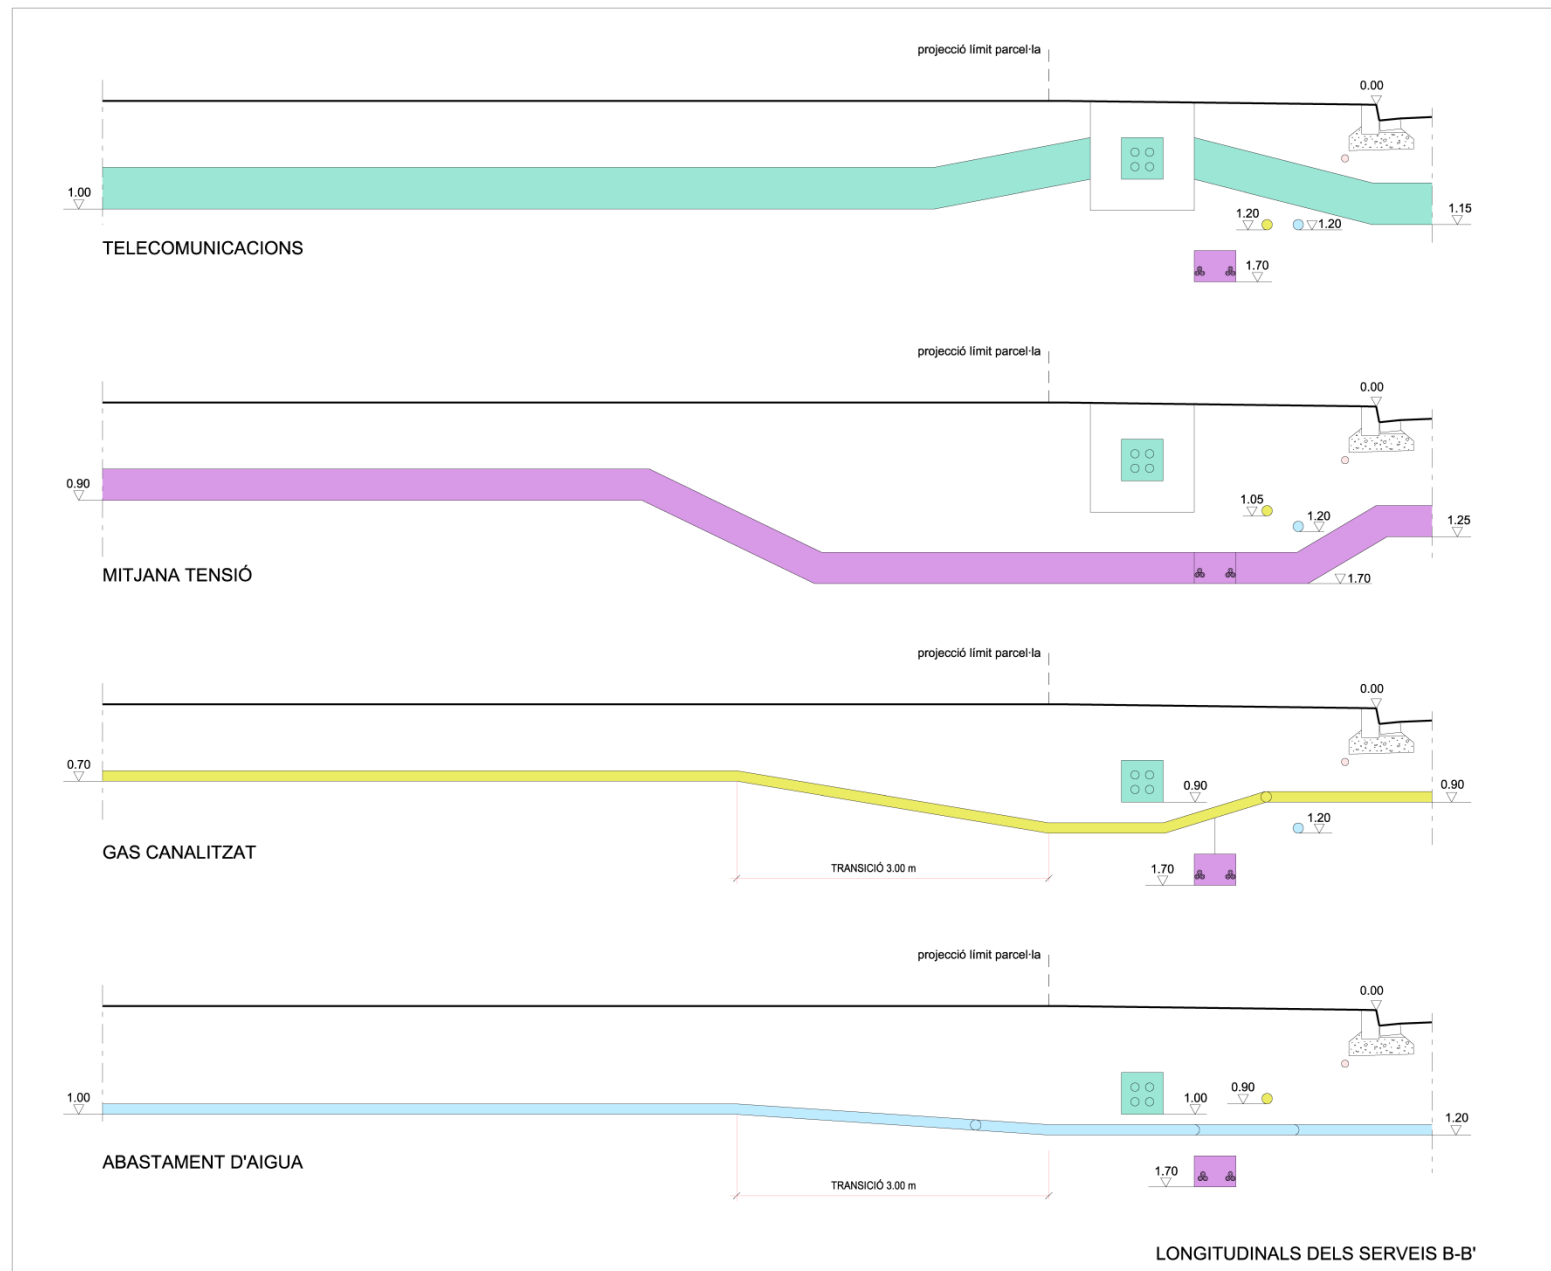 projecció límit parcel·la
0.00
1.00
1.20
1.20
1.15
TELECOMUNICACIONS
1.70
projecció límit parcel·la
0.00
0.90
1.05
1.20
1.25
MITJANA TENSIÓ
1.70
projecció límit parcel·la
0.00
0.70
0.90
0.90
1.20
GAS CANALITZAT
TRANSICIÓ 3.00 m
1.70
projecció límit parcel·la
0.00
1.00
1.00
0.90
1.20
ABASTAMENT D'AIGUA
1.70
TRANSICIÓ 3.00 m
LONGITUDINALS DELS SERVEIS B-B'